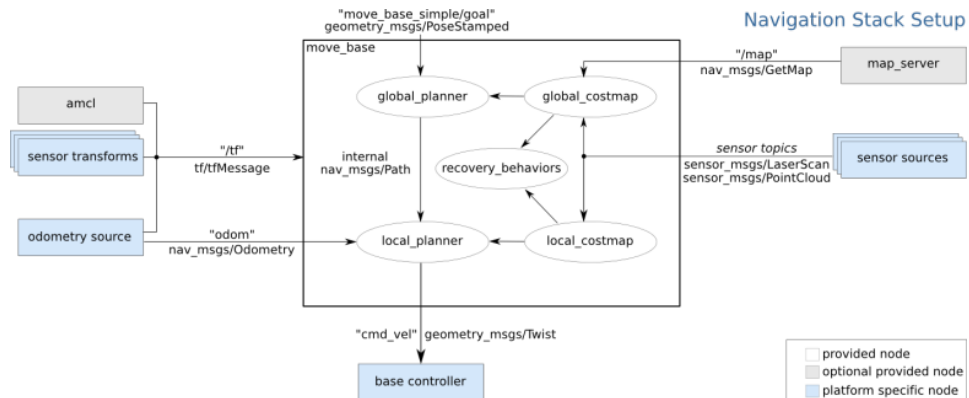 "move_base_simple/goal"
geometry_msgs/PoseStamped
Navigation Stack Setup
move_base
"/map"
nav_msgs/GetMap
map_server
global_planner
global_costmap
amcl
sensor transforms
"/tf"
tf/tfMessage
internal
nav_msgs/Path
recovery_behaviors
sensor topics
sensor_msgs/LaserScan
sensor_msgs/PointCloud
sensor sources
odometry source
"odom"
nav_msgs/Odometry
local_planner
local_costmap
"cmd_vel"
geometry_msgs/Twist
base controller
provided node
optional provided node
platform specific node